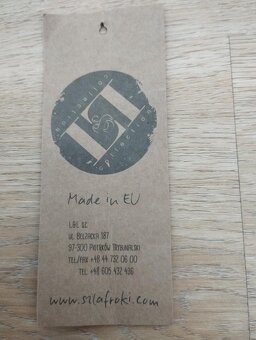 L&L
collection
Made in EU
L&L SC
UL. BELZACKA 187
97-300 PIOTRKÓW TRYBUNALSKI
TEL/FAX +48 44 732 06 00
TEL. +48 605 432 436
www.szlafroki.com